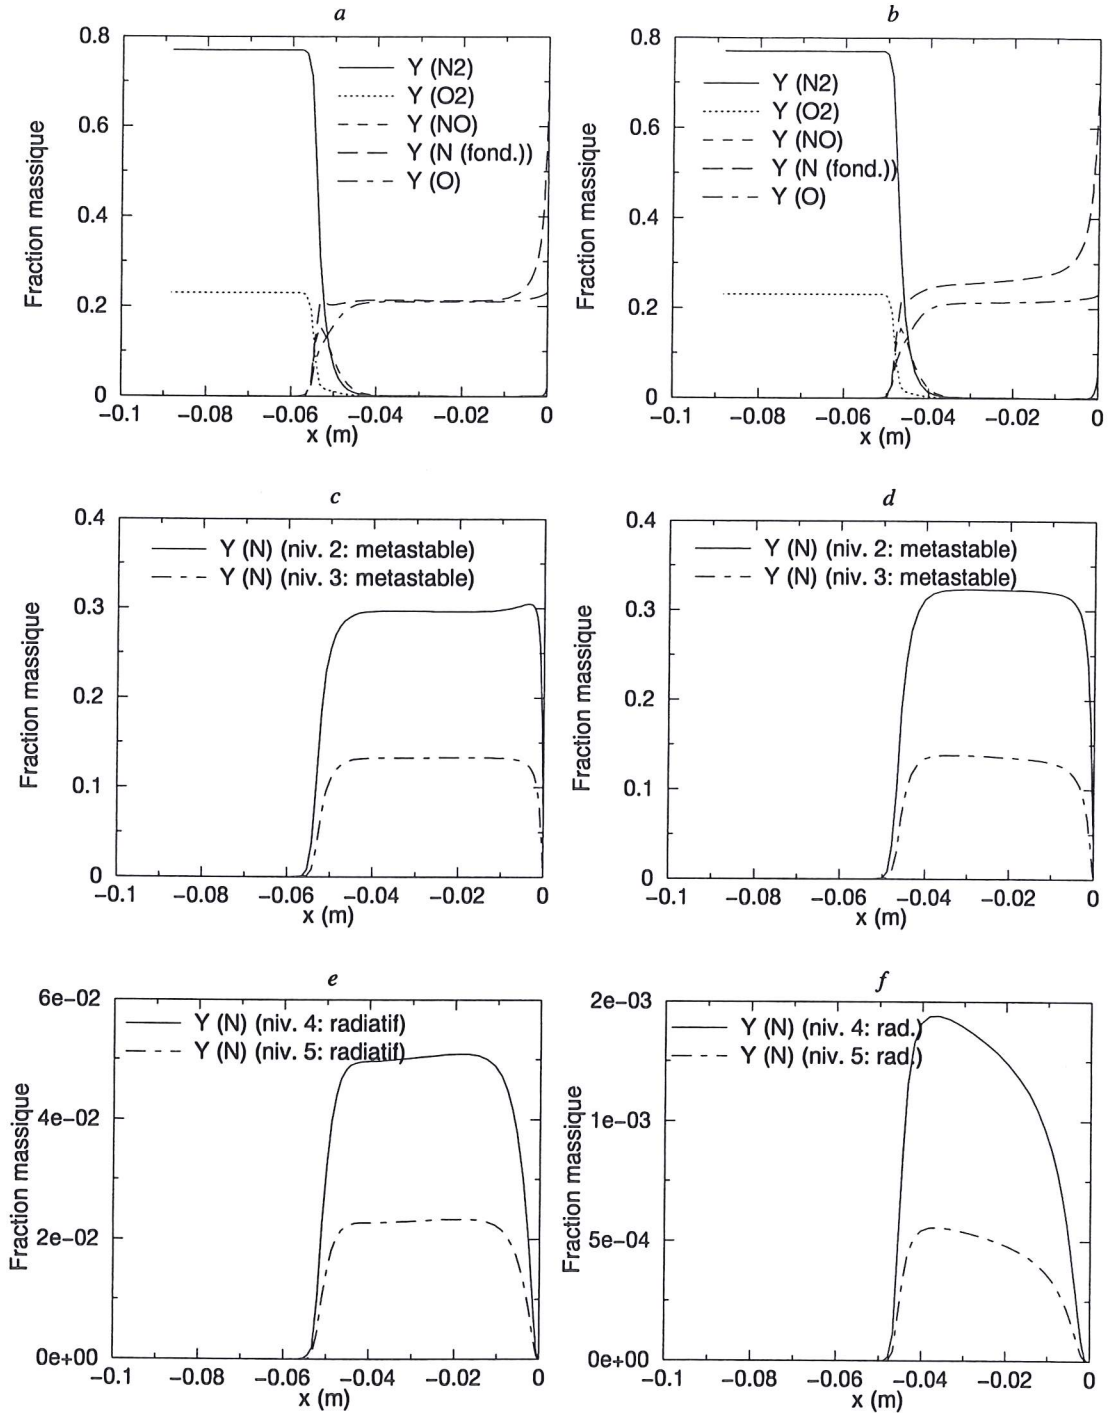 a
0.8
0.6
0.4
0.2
0
Fraction massique
Y (N2)
Y (O2)
Y (NO)
Y (N (fond.))
Y (O)
−0.1 −0.08 −0.06 −0.04 −0.02 0
x (m)
b
0.8
0.6
0.4
0.2
0
Fraction massique
Y (N2)
Y (O2)
Y (NO)
Y (N (fond.))
Y (O)
−0.1 −0.08 −0.06 −0.04 −0.02 0
x (m)
c
0.4
0.3
0.2
0.1
0
Fraction massique
Y (N) (niv. 2: metastable)
Y (N) (niv. 3: metastable)
−0.1 −0.08 −0.06 −0.04 −0.02 0
x (m)
d
0.4
0.3
0.2
0.1
0
Fraction massique
Y (N) (niv. 2: metastable)
Y (N) (niv. 3: metastable)
−0.1 −0.08 −0.06 −0.04 −0.02 0
x (m)
e
6e−02
4e−02
2e−02
0e+00
Fraction massique
Y (N) (niv. 4: radiatif)
Y (N) (niv. 5: radiatif)
−0.1 −0.08 −0.06 −0.04 −0.02 0
x (m)
f
2e−03
1e−03
5e−04
0e+00
Fraction massique
Y (N) (niv. 4: rad.)
Y (N) (niv. 5: rad.)
−0.1 −0.08 −0.06 −0.04 −0.02 0
x (m)